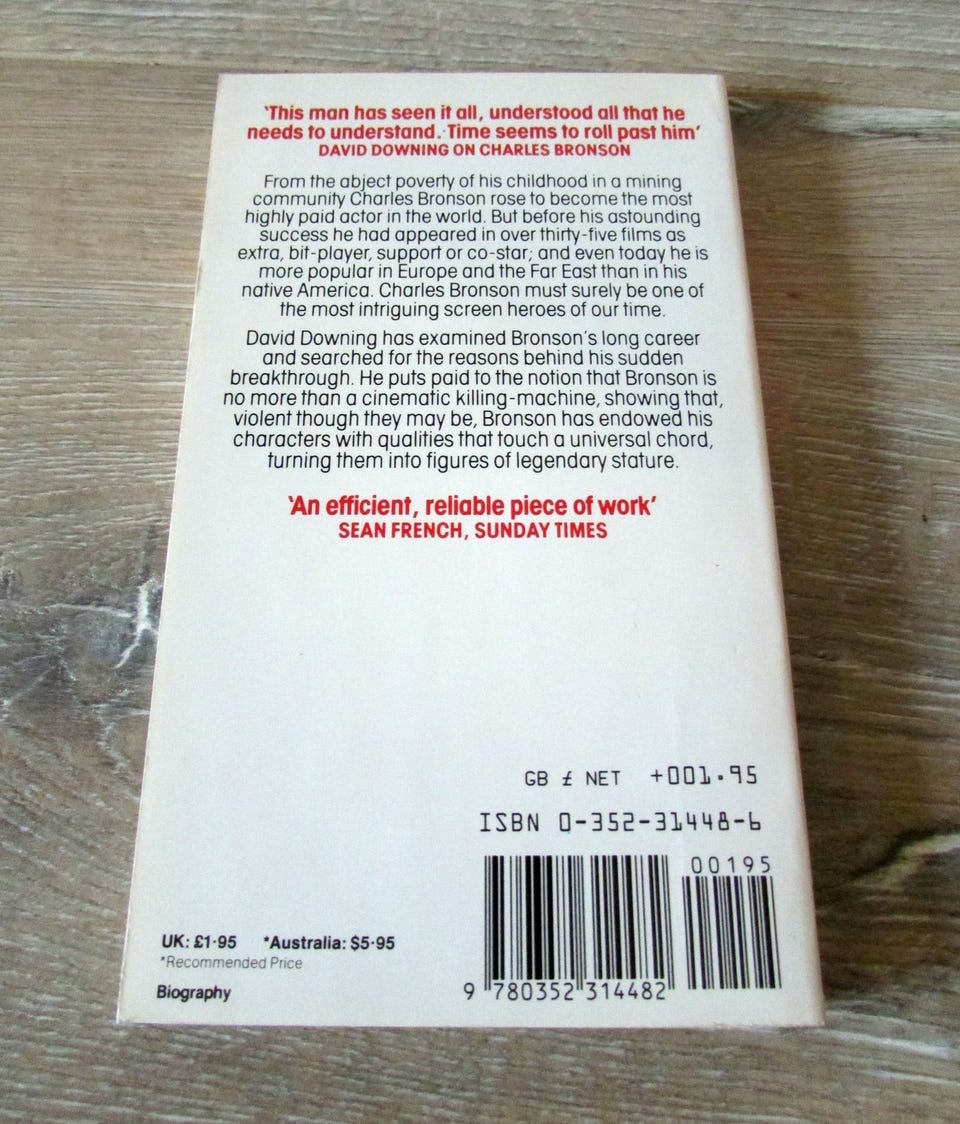 ‘This man has seen it all, understood all that he
needs to understand. Time seems to roll past him’
DAVID DOWNING ON CHARLES BRONSON
From the abject poverty of his childhood in a mining
community Charles Bronson rose to become the most
highly paid actor in the world. But before his astounding
success he had appeared in over thirty-five films as
extra, bit-player, support or co-star; and even today he is
more popular in Europe and the Far East than in his
native America. Charles Bronson must surely be one of
the most intriguing screen heroes of our time.
David Downing has examined Bronson's long career
and searched for the reasons behind his sudden
breakthrough. He puts paid to the notion that Bronson is
no more than a cinematic killing-machine, showing that,
violent though they may be, Bronson has endowed his
characters with qualities that touch a universal chord,
turning them into figures of legendary stature.
‘An efficient, reliable piece of work’
SEAN FRENCH, SUNDAY TIMES
GB £ NET +001.95
ISBN 0-352-31448-6
00195
UK: £1·95 *Australia: $5·95
*Recommended Price
Biography
9 780352 314482